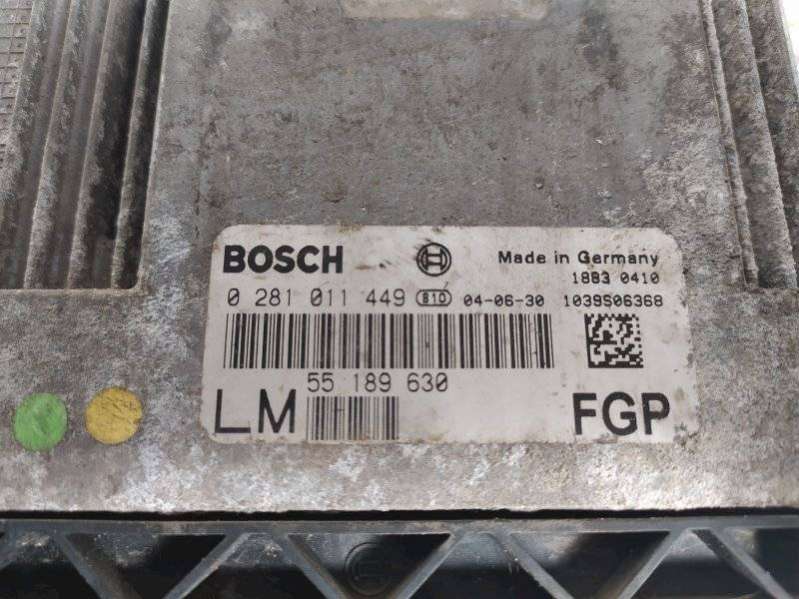 BOSCH Made in Germany
1883 0410
0 281 011 449 B10 04-06-30 1039S06368
55 189 630
LM FGP